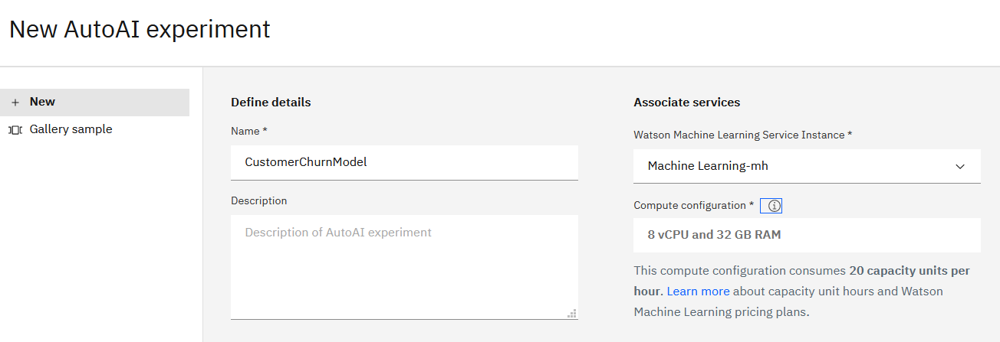 New AutoAI experiment
+ New
Gallery sample
Define details
Name *
CustomerChurnModel
Description
Description of AutoAI experiment
Associate services
Watson Machine Learning Service Instance *
Machine Learning-mh
Compute configuration *
8 vCPU and 32 GB RAM
This compute configuration consumes 20 capacity units per
hour. Learn more about capacity unit hours and Watson
Machine Learning pricing plans.